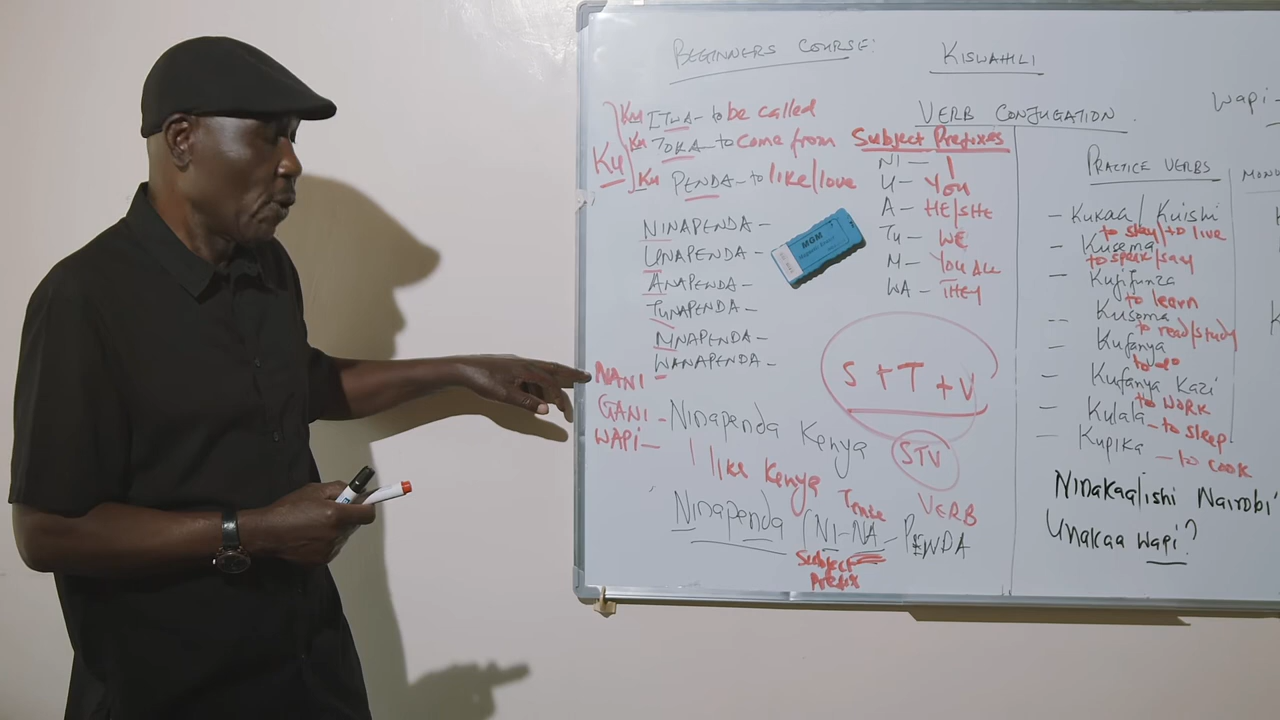 BEGINNERS COURSE:
KISWAHILI
Wapi-
Ku
Ku ITWA - to be called
Ku TOKA - to come from
Ku PENDA - to like/love
NINAPENDA -
UNAPENDA -
ANAPENDA -
TUNAPENDA -
MNAPENDA -
WANAPENDA -
NANI -
GANI -
WAPI -
Ninapenda Kenya
I like Kenya
Ninapenda (NI-NA-PENDA
Tense
VERB
Subject
Prefix
MGM
VERB CONJUGATION
Subject Prefixes
NI - I
U - YOU
A - HE/SHE
Tu - WE
M - YOU ALL
WA - THEY
S + T + V
STV
PRACTICE VERBS
- Kukaa / Kuishi
to stay/to live
- Kusema
to speak/say
- Kujifunza
to learn
- Kusoma
to read/study
- Kufanya
to do
- Kufanya Kazi
to WORK
- Kulala - to sleep
- Kupika - to cook
Ninakaa/ishi Nairobi
Unakaa wapi?